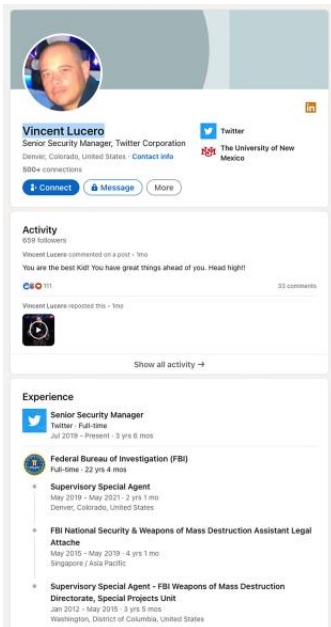 in
Vincent Lucero
Senior Security Manager, Twitter Corporation
Denver, Colorado, United States · Contact info
500+ connections
Twitter
The University of New
Mexico
Connect
Message
More
Activity
659 followers
Vincent Lucero commented on a post · 1mo
You are the best Kid! You have great things ahead of you. Head high!!
111
33 comments
Vincent Lucero reposted this · 1mo
Show all activity →
Experience
Senior Security Manager
Twitter · Full-time
Jul 2019 - Present · 3 yrs 6 mos
Federal Bureau of Investigation (FBI)
Full-time · 22 yrs 4 mos
Supervisory Special Agent
May 2019 - May 2021 · 2 yrs 1 mo
Denver, Colorado, United States
FBI National Security & Weapons of Mass Destruction Assistant Legal
Attache
May 2015 - May 2019 · 4 yrs 1 mo
Singapore / Asia Pacific
Supervisory Special Agent - FBI Weapons of Mass Destruction
Directorate, Special Projects Unit
Jan 2012 - May 2015 · 3 yrs 5 mos
Washington, District of Columbia, United States